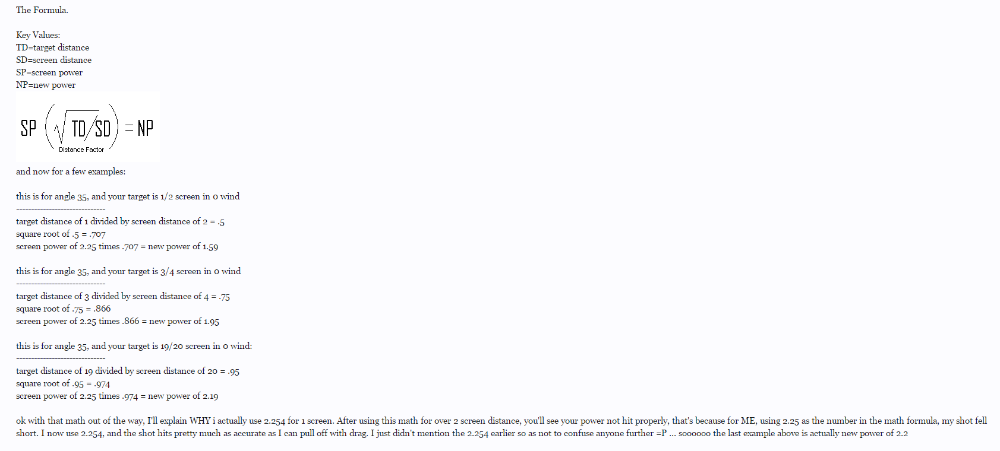 The Formula.
Key Values:
TD=target distance
SD=screen distance
SP=screen power
NP=new power
SP (√TD/SD) = NP
Distance Factor
and now for a few examples:
this is for angle 35, and your target is 1/2 screen in 0 wind
------------------------------
target distance of 1 divided by screen distance of 2 = .5
square root of .5 = .707
screen power of 2.25 times .707 = new power of 1.59
this is for angle 35, and your target is 3/4 screen in 0 wind
------------------------------
target distance of 3 divided by screen distance of 4 = .75
square root of .75 = .866
screen power of 2.25 times .866 = new power of 1.95
this is for angle 35, and your target is 19/20 screen in 0 wind:
------------------------------
target distance of 19 divided by screen distance of 20 = .95
square root of .95 = .974
screen power of 2.25 times .974 = new power of 2.19
ok with that math out of the way, I'll explain WHY i actually use 2.254 for 1 screen. After using this math for over 2 screen distance, you'll see your power not hit properly, that's because for ME, using 2.25 as the number in the math formula, my shot fell
short. I now use 2.254, and the shot hits pretty much as accurate as I can pull off with drag. I just didn't mention the 2.254 earlier so as not to confuse anyone further =P ... soooooo the last example above is actually new power of 2.2